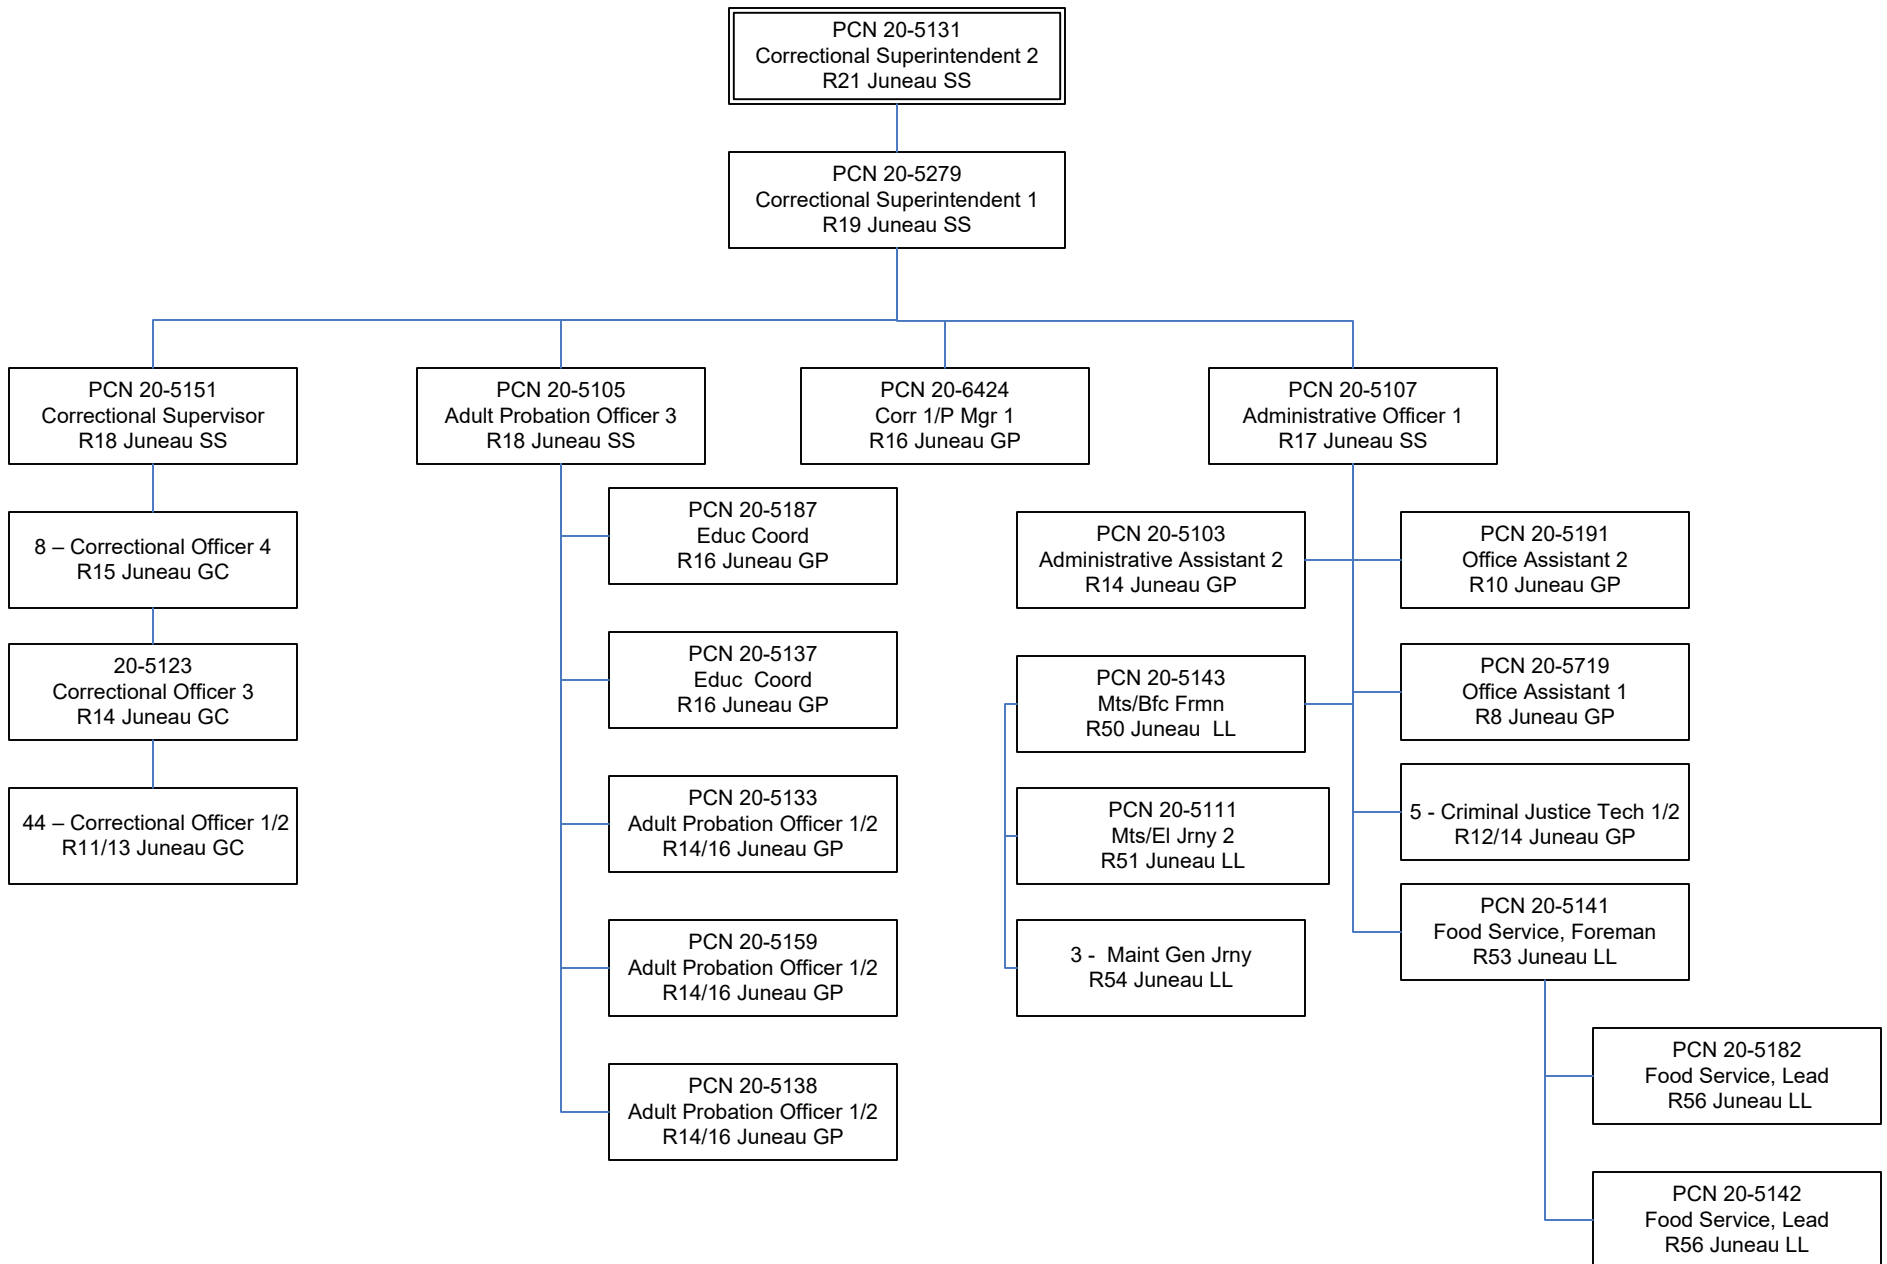 PCN 20-5131
Correctional Superintendent 2
R21 Juneau SS
PCN 20-5279
Correctional Superintendent 1
R19 Juneau SS
PCN 20-5151
Correctional Supervisor
R18 Juneau SS
PCN 20-5105
Adult Probation Officer 3
R18 Juneau SS
PCN 20-6424
Corr 1/P Mgr 1
R16 Juneau GP
PCN 20-5107
Administrative Officer 1
R17 Juneau SS
8 – Correctional Officer 4
R15 Juneau GC
20-5123
Correctional Officer 3
R14 Juneau GC
44 – Correctional Officer 1/2
R11/13 Juneau GC
PCN 20-5187
Educ Coord
R16 Juneau GP
PCN 20-5137
Educ  Coord
R16 Juneau GP
PCN 20-5133
Adult Probation Officer 1/2
R14/16 Juneau GP
PCN 20-5159
Adult Probation Officer 1/2
R14/16 Juneau GP
PCN 20-5138
Adult Probation Officer 1/2
R14/16 Juneau GP
PCN 20-5103
Administrative Assistant 2
R14 Juneau GP
PCN 20-5143
Mts/Bfc Frmn
R50 Juneau  LL
PCN 20-5111
Mts/El Jrny 2
R51 Juneau LL
3 -  Maint Gen Jrny
R54 Juneau LL
PCN 20-5191
Office Assistant 2
R10 Juneau GP
PCN 20-5719
Office Assistant 1
R8 Juneau GP
5 - Criminal Justice Tech 1/2
R12/14 Juneau GP
PCN 20-5141
Food Service, Foreman
R53 Juneau LL
PCN 20-5182
Food Service, Lead
R56 Juneau LL
PCN 20-5142
Food Service, Lead
R56 Juneau LL